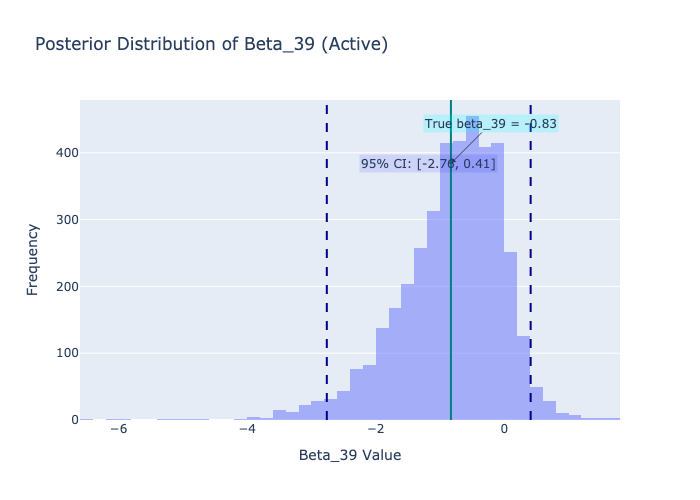 Posterior Distribution of Beta_39 (Active)
True beta_39 = -0.83
95% CI: [-2.76, 0.41]
Frequency
400
300
200
100
0
−6
−4
−2
0
Beta_39 Value